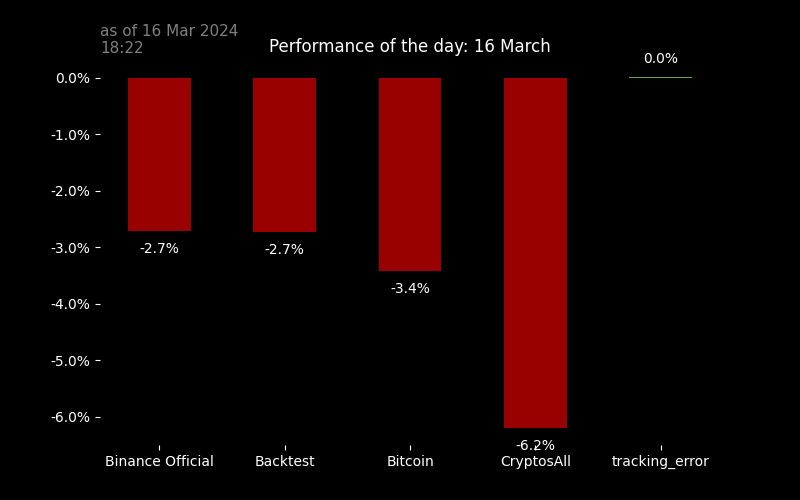 as of 16 Mar 2024
18:22
Performance of the day: 16 March
0.0%
0.0%
-1.0%
-2.0%
-3.0%
-4.0%
-5.0%
-6.0%
-2.7%
-2.7%
-3.4%
-6.2%
Binance Official
Backtest
Bitcoin
CryptosAll
tracking_error